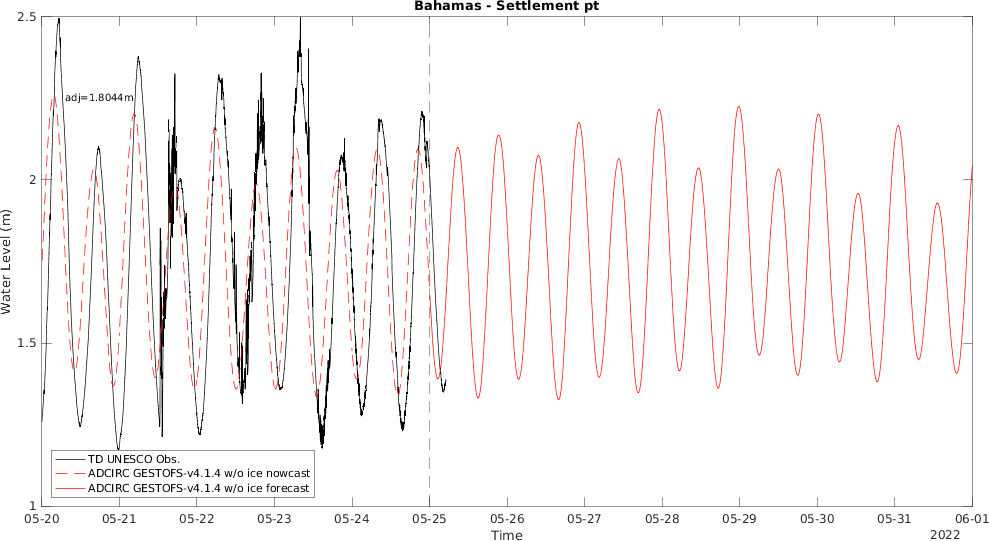 Bahamas - Settlement pt
2.5
adj=1.8044m
2
Water Level (m)
1.5
TD UNESCO Obs.
ADCIRC GESTOFS-v4.1.4 w/o ice nowcast
ADCIRC GESTOFS-v4.1.4 w/o ice forecast
1
05-20 05-21 05-22 05-23 05-24 05-25 05-26 05-27 05-28 05-29 05-30 05-31 06-01
Time
2022